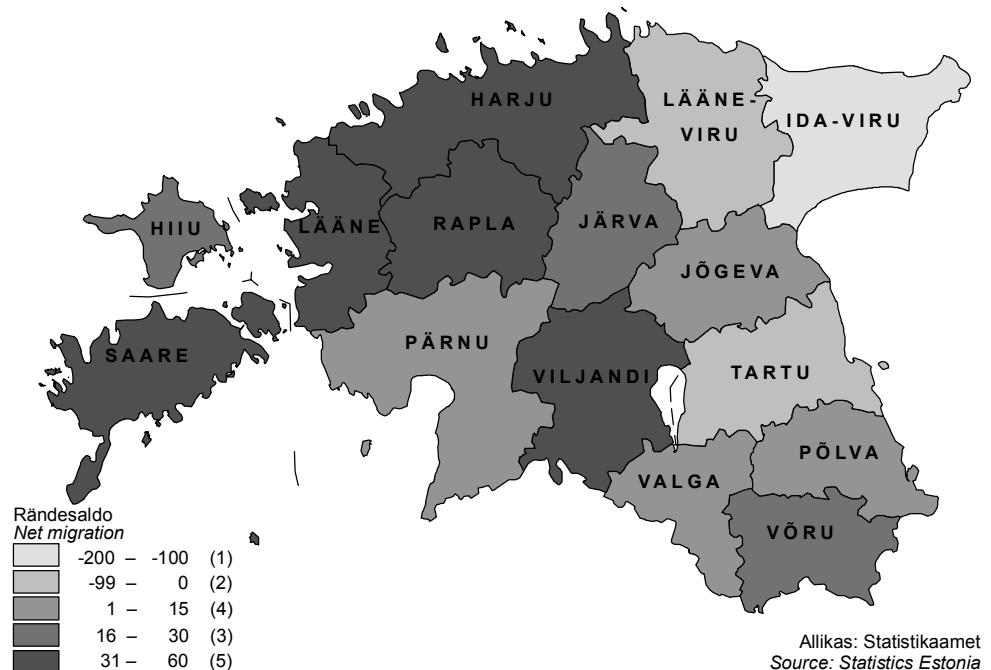 HARJU
LÄÄNE-
VIRU
IDA-VIRU
HIIU
LÄÄNE
RAPLA
JÄRVA
JÕGEVA
SAARE
PÄRNU
VILJANDI
TARTU
VALGA
PÕLVA
VÕRU
Rändesaldo
Net migration
-200 – -100 (1)
-99 – 0 (2)
1 – 15 (4)
16 – 30 (3)
31 – 60 (5)
Allikas: Statistikaamet
Source: Statistics Estonia